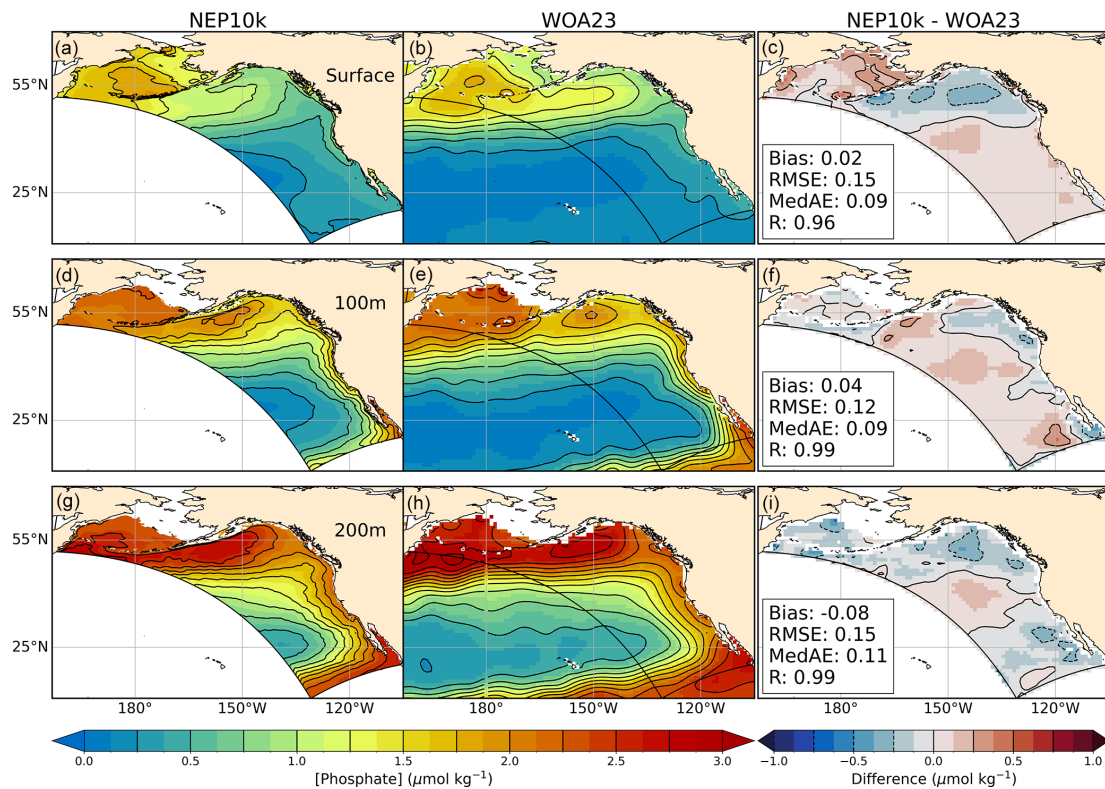 NEP10k WOA23 NEP10k - WOA23
(a) Surface (b) (c)
55°N
25°N
Bias: 0.02
RMSE: 0.15
MedAE: 0.09
R: 0.96
(d) 100m (e) (f)
55°N
25°N
Bias: 0.04
RMSE: 0.12
MedAE: 0.09
R: 0.99
(g) 200m (h) (i)
55°N
25°N
Bias: -0.08
RMSE: 0.15
MedAE: 0.11
R: 0.99
180° 150°W 120°W 180° 150°W 120°W 180° 150°W 120°W
0.0 0.5 1.0 1.5 2.0 2.5 3.0
[Phosphate] (μmol kg⁻¹)
−1.0 −0.5 0.0 0.5 1.0
Difference (μmol kg⁻¹)